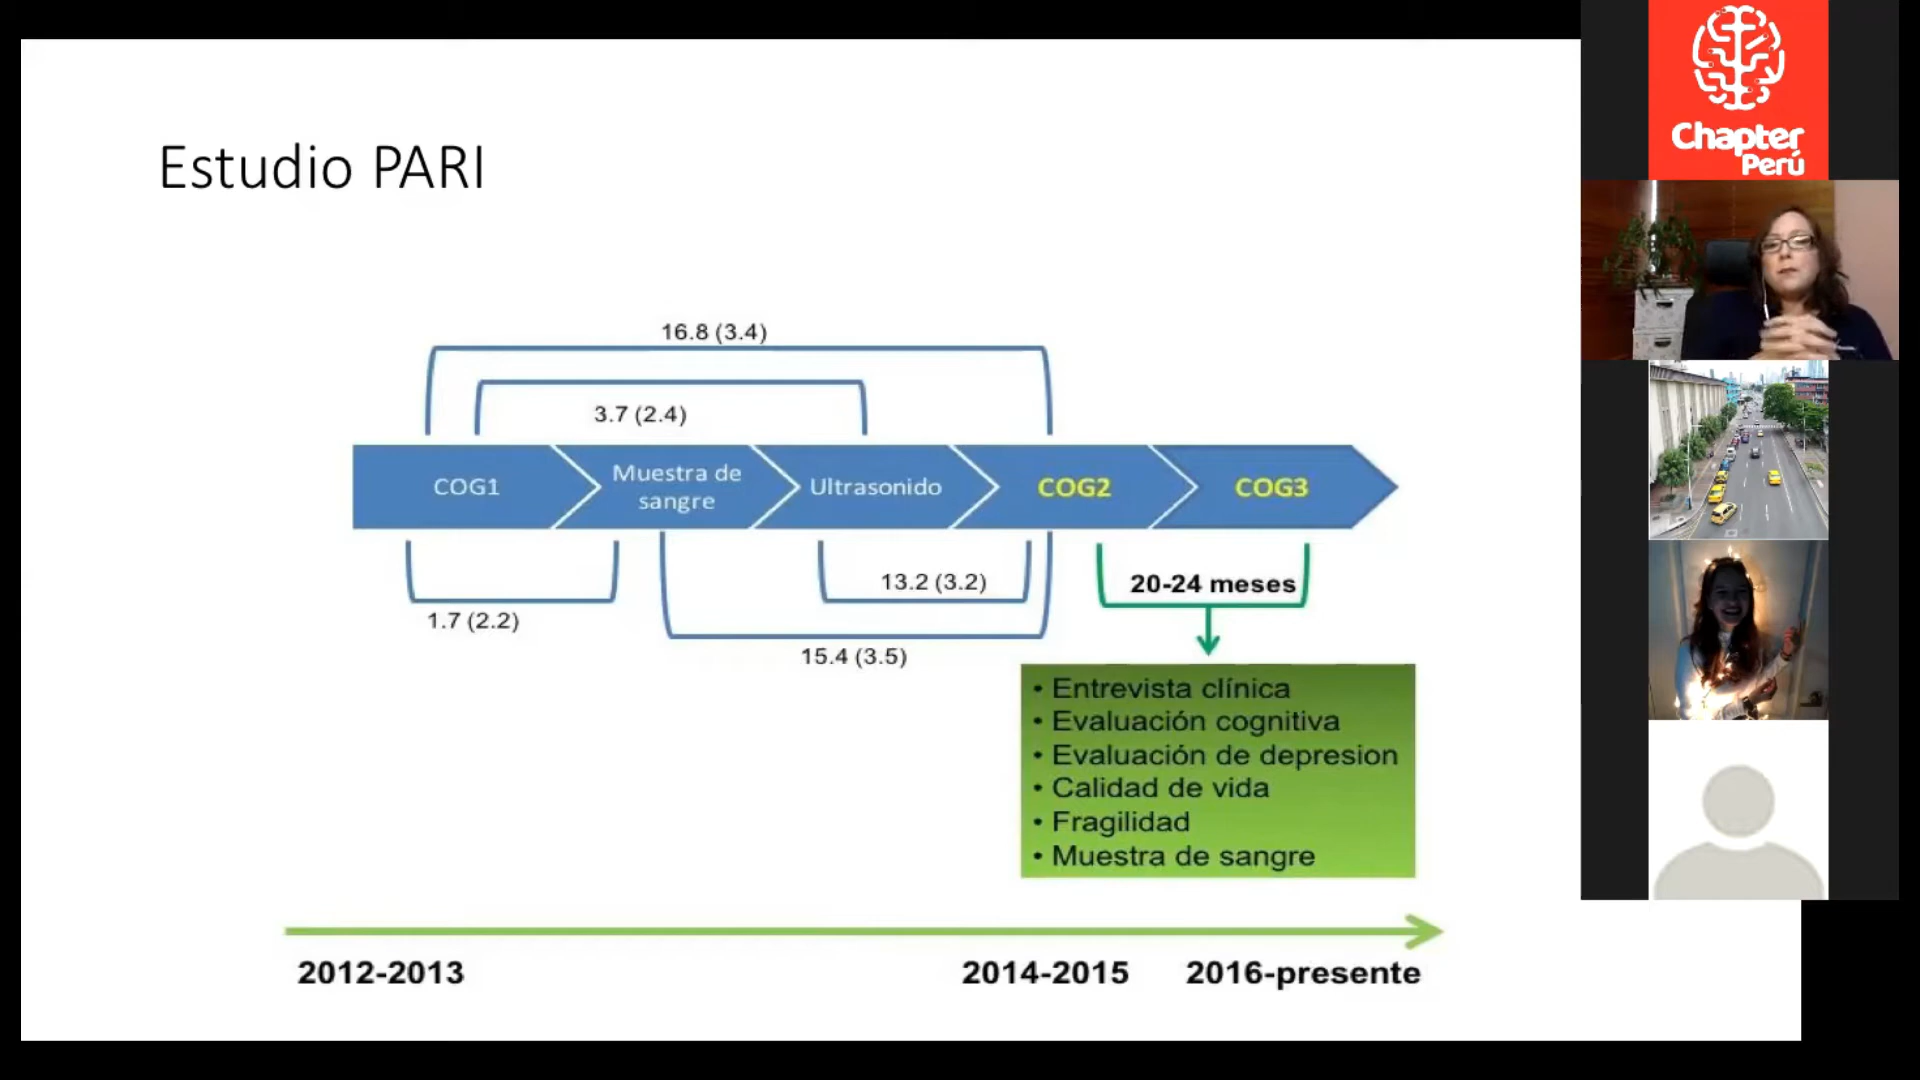 Estudio PARI
16.8 (3.4)
3.7 (2.4)
COG1
Muestra de
sangre
Ultrasonido
COG2
COG3
1.7 (2.2)
13.2 (3.2)
15.4 (3.5)
20-24 meses
• Entrevista clínica
• Evaluación cognitiva
• Evaluación de depresion
• Calidad de vida
• Fragilidad
• Muestra de sangre
2012-2013
2014-2015
2016-presente
Chapter
Perú